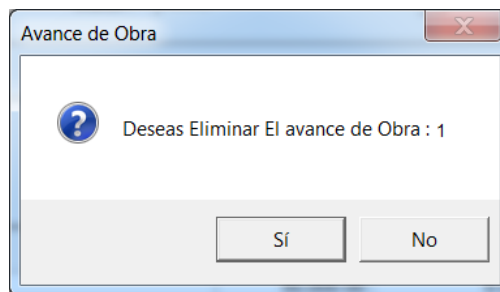 Avance de Obra
X
?
Deseas Eliminar El avance de Obra : 1
Sí
No